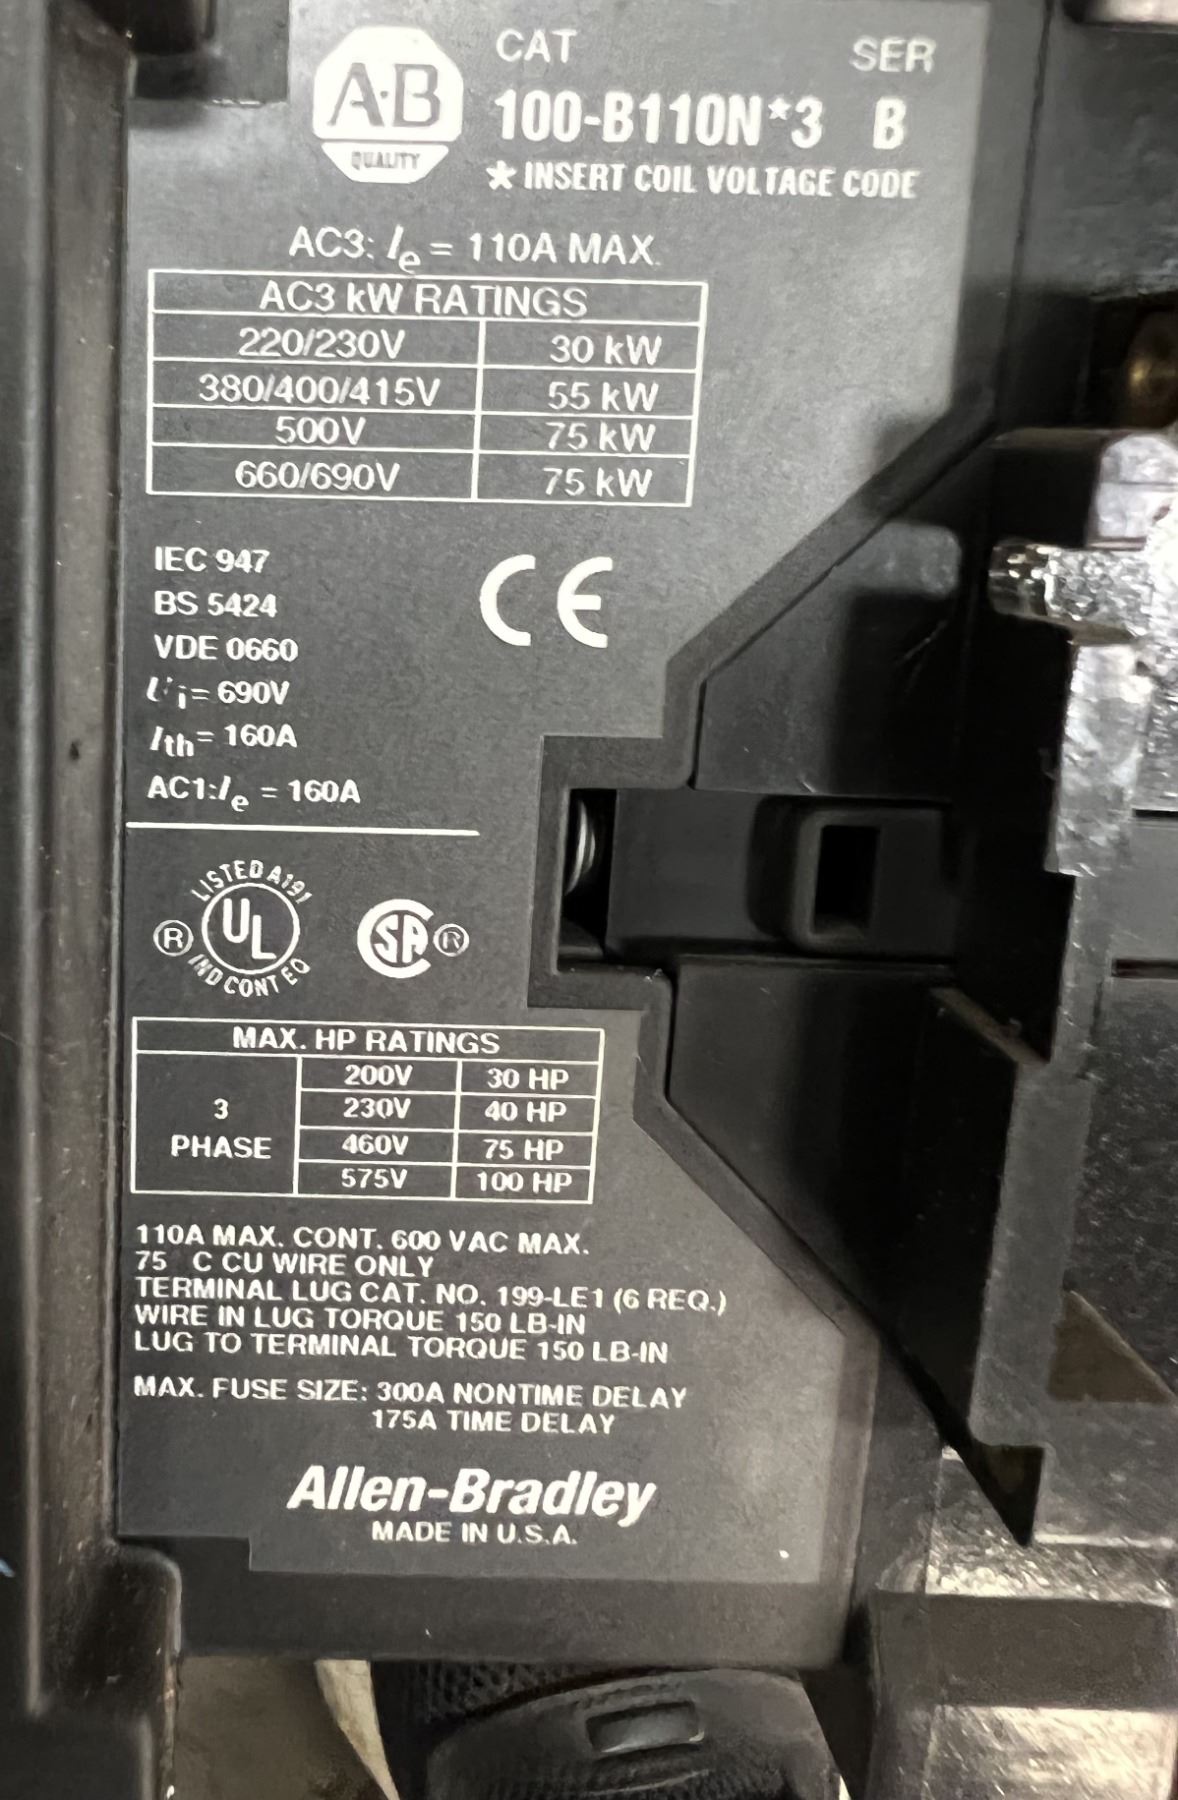 CAT SER
A·B QUALITY
100-B110N*3 B
* INSERT COIL VOLTAGE CODE
AC3: Ie = 110A MAX.
AC3 kW RATINGS
220/230V 30 kW
380/400/415V 55 kW
500V 75 kW
660/690V 75 kW
IEC 947
BS 5424
VDE 0660
CE
Ui = 690V
Ith = 160A
AC1:Ie = 160A
LISTED A191
® UL SA ®
IND CONT EQ
MAX. HP RATINGS
3 PHASE
200V 30 HP
230V 40 HP
460V 75 HP
575V 100 HP
110A MAX. CONT. 600 VAC MAX.
75 C CU WIRE ONLY
TERMINAL LUG CAT. NO. 199-LE1 (6 REQ.)
WIRE IN LUG TORQUE 150 LB-IN
LUG TO TERMINAL TORQUE 150 LB-IN
MAX. FUSE SIZE: 300A NONTIME DELAY
175A TIME DELAY
Allen-Bradley
MADE IN U.S.A.